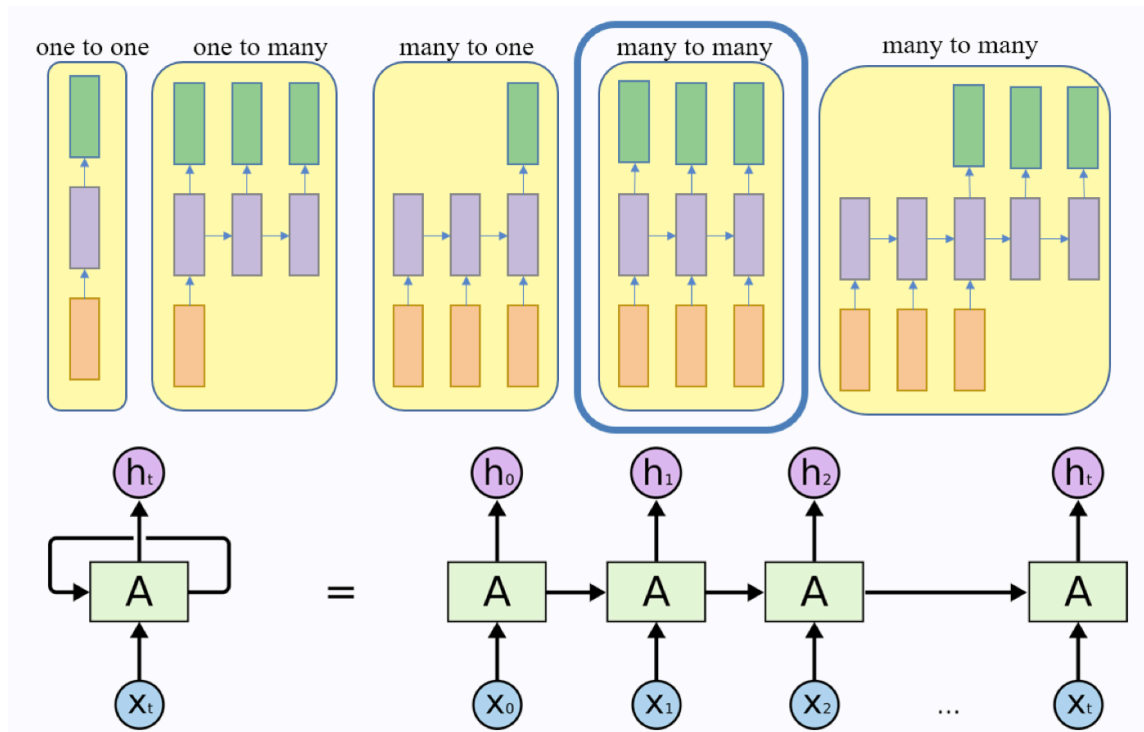 one to one one to many many to one many to many many to many
hₜ h₀ h₁ h₂ hₜ
A = A A A A
xₜ x₀ x₁ x₂ ... xₜ